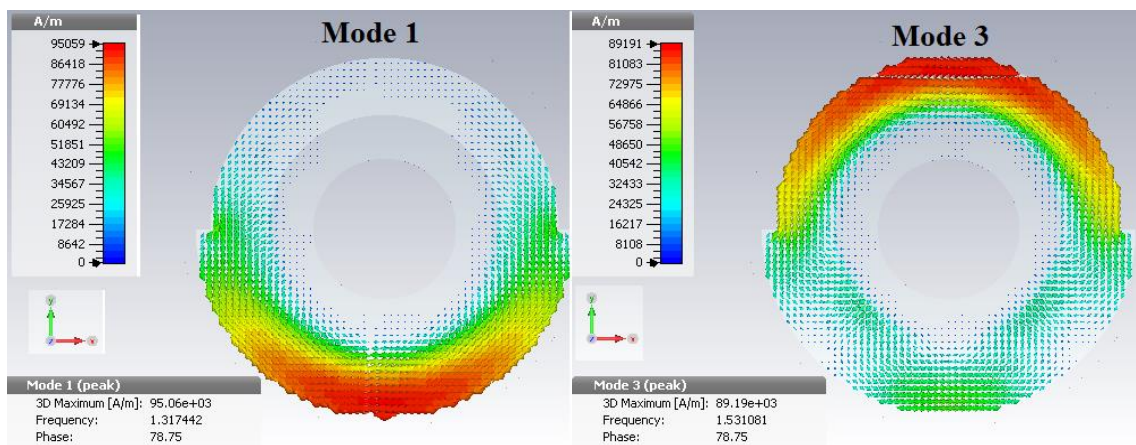 A/m
95059
86418
77776
69134
60492
51851
43209
34567
25925
17284
8642
0
Mode 1
y
z
x
Mode 1 (peak)
3D Maximum [A/m]: 95.06e+03
Frequency: 1.317442
Phase: 78.75
A/m
89191
81083
72975
64866
56758
48650
40542
32433
24325
16217
8108
0
Mode 3
y
z
x
Mode 3 (peak)
3D Maximum [A/m]: 89.19e+03
Frequency: 1.531081
Phase: 78.75